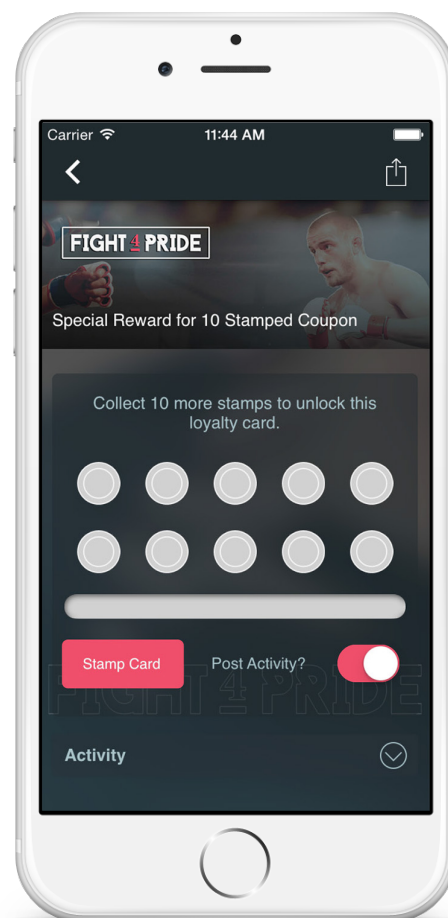 Carrier 11:44 AM
FIGHT 4 PRIDE
Special Reward for 10 Stamped Coupon
Collect 10 more stamps to unlock this
loyalty card.
Stamp Card Post Activity?
FIGHT 4 PRIDE
Activity